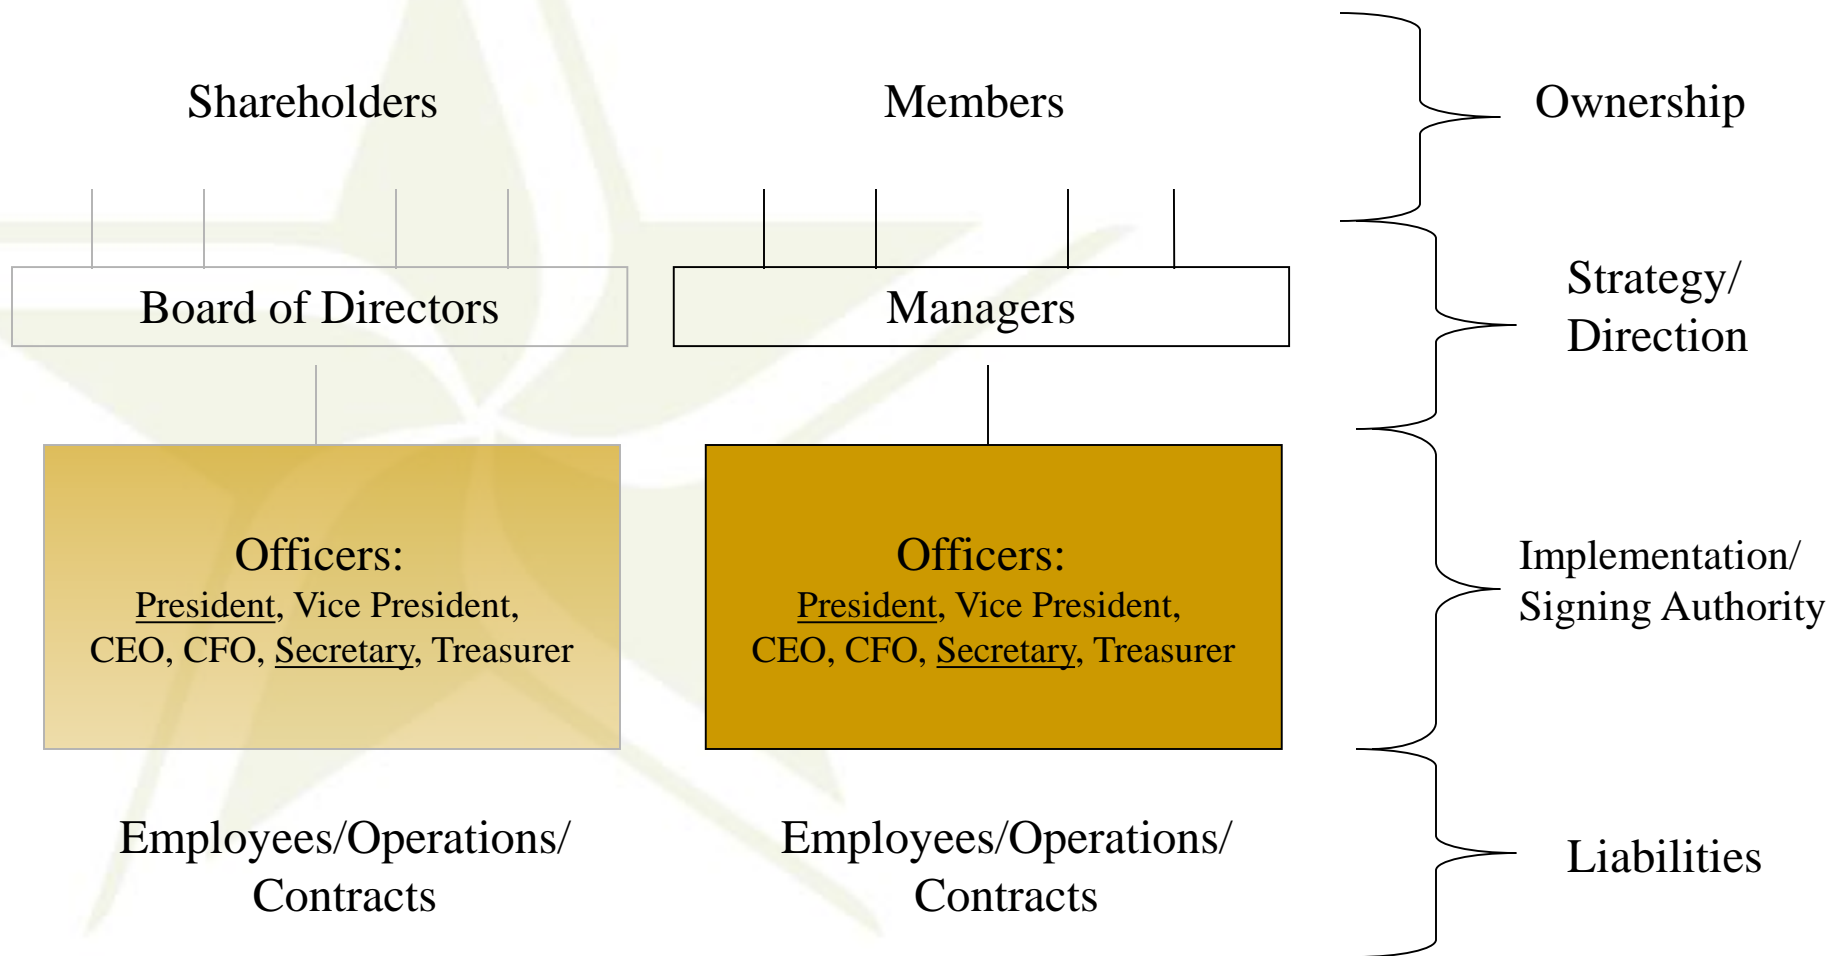 Shareholders
Members
Ownership
Board of Directors
Managers
Strategy/
Direction
Officers:
President, Vice President,
CEO, CFO, Secretary, Treasurer
Officers:
President, Vice President,
CEO, CFO, Secretary, Treasurer
Implementation/
Signing Authority
Employees/Operations/
Contracts
Employees/Operations/
Contracts
Liabilities